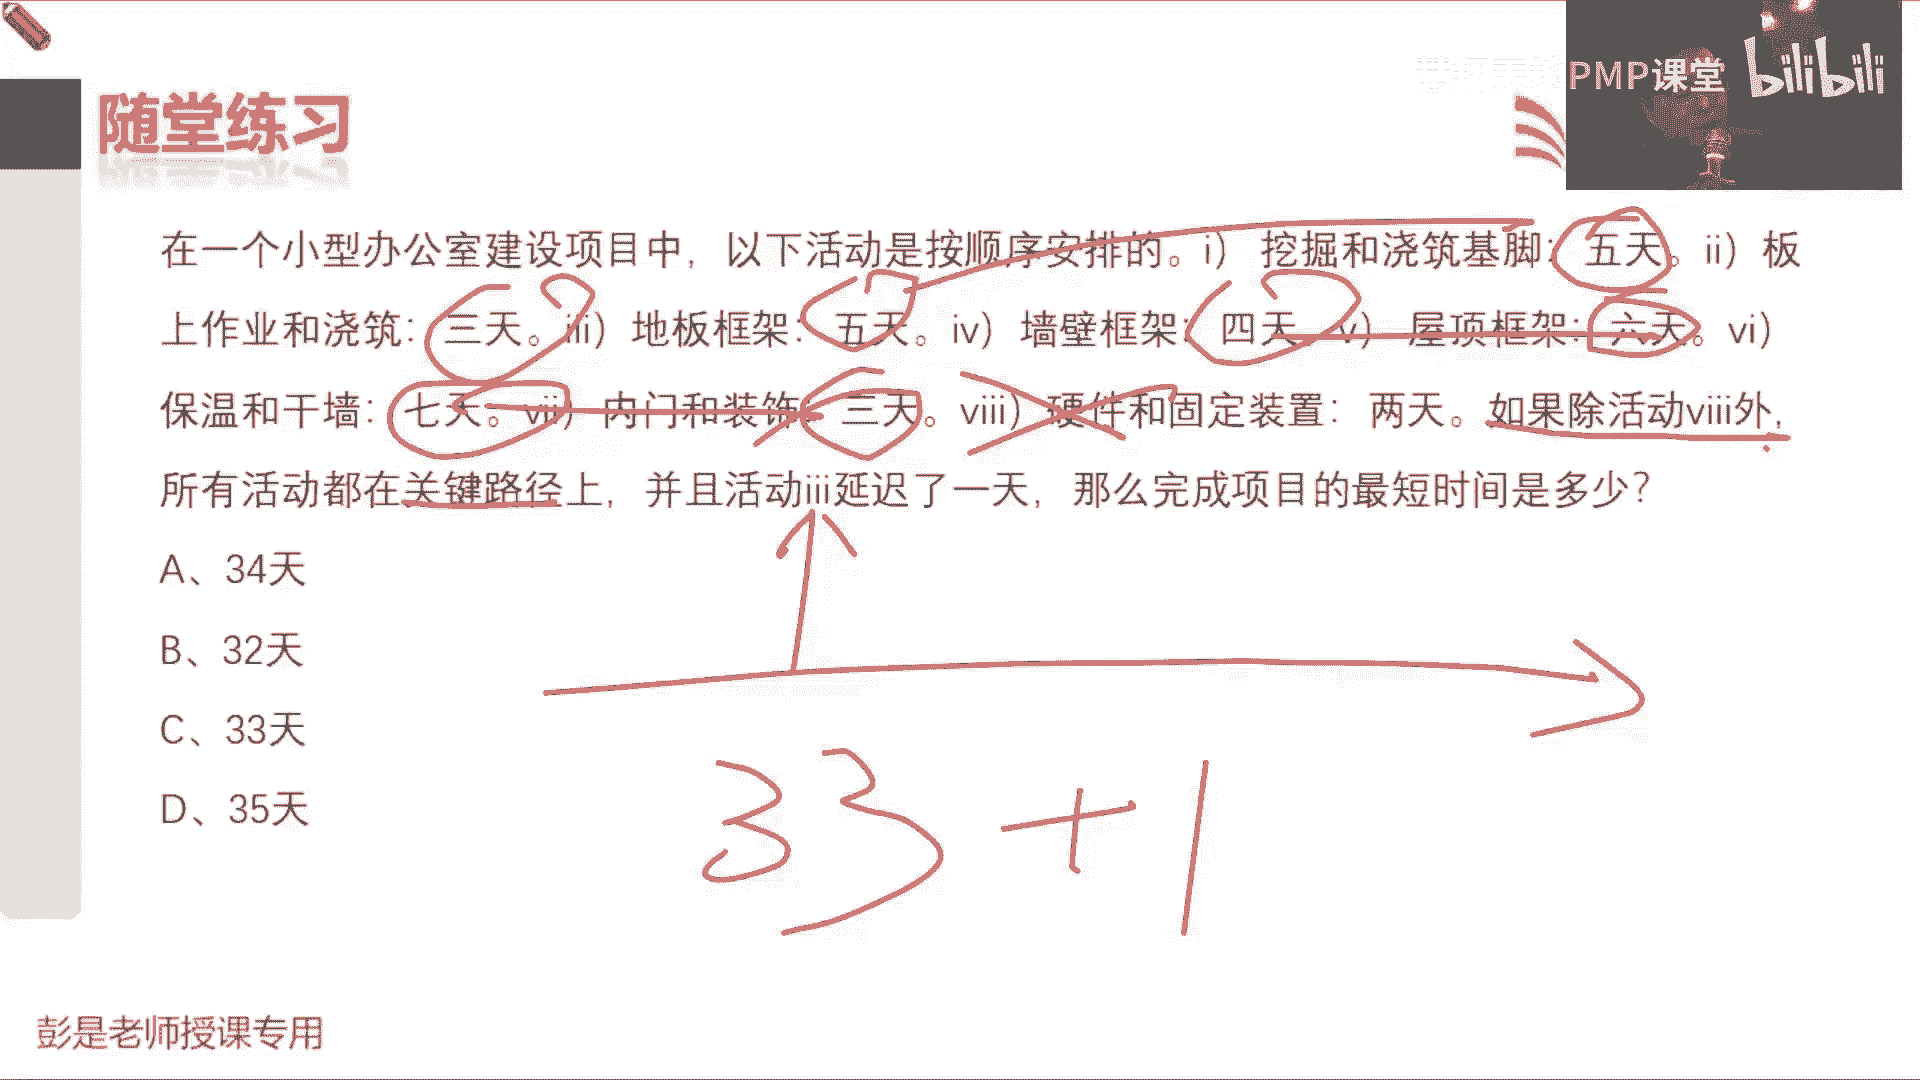 PMP课堂 bilibili
随堂练习
在一个小型办公室建设项目中，以下活动是按顺序安排的。i） 挖掘和浇筑基脚： 五天。ii）板
上作业和浇筑： 三天。iii）地板框架： 五天。iv）墙壁框架： 四天 v） 屋顶框架： 六天。vi）
保温和干墙： 七天。vii） 内门和装饰： 三天。viii）硬件和固定装置： 两天。如果除活动viii外，
所有活动都在关键路径上，并且活动iii延迟了一天，那么完成项目的最短时间是多少？
A、34天
B、32天
C、33天
D、35天
33+1
彭是老师授课专用